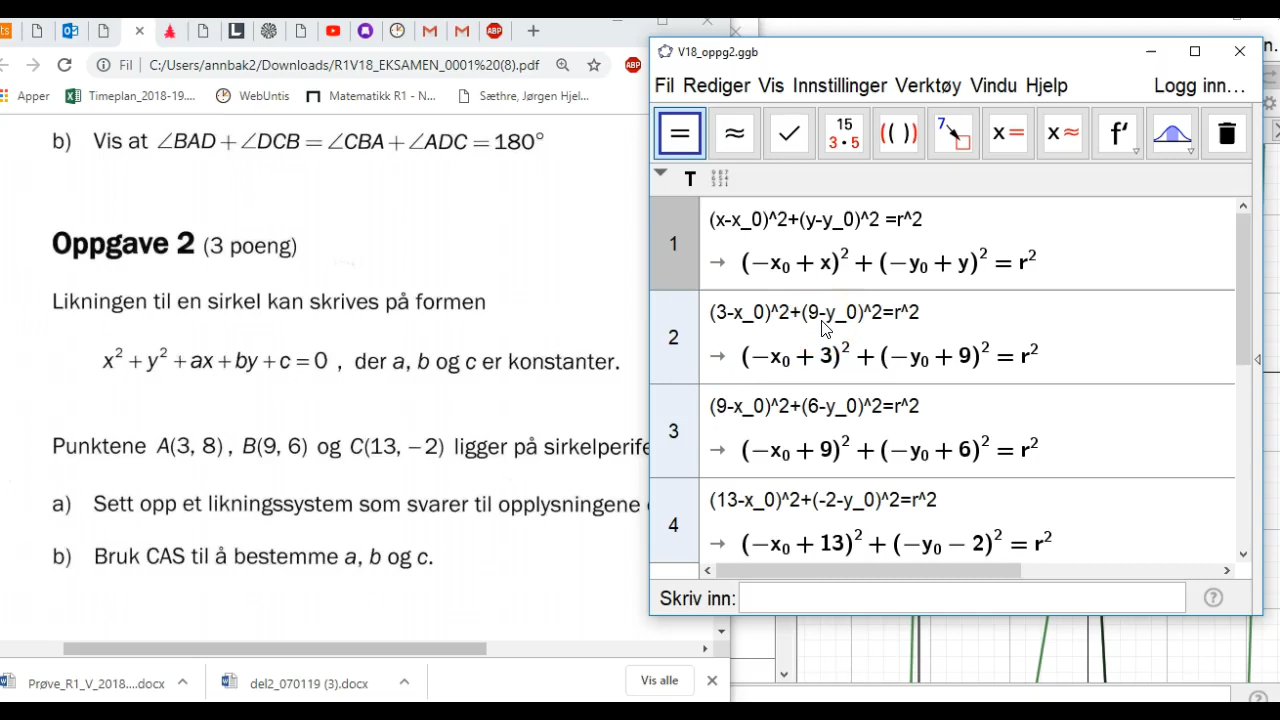 Fil C:/Users/annbak2/Downloads/R1V18_EKSAMEN_0001%20(8).pdf
Apper Timeplan_2018-19.... WebUntis Matematikk R1 - N... Sæthre, Jørgen Hjel...
b) Vis at ∠BAD + ∠DCB = ∠CBA + ∠ADC = 180°
Oppgave 2 (3 poeng)
Likningen til en sirkel kan skrives på formen
x² + y² + ax + by + c = 0 , der a, b og c er konstanter.
Punktene A(3, 8) , B(9, 6) og C(13, −2) ligger på sirkelperife
a) Sett opp et likningssystem som svarer til opplysningene
b) Bruk CAS til å bestemme a, b og c.
Prøve_R1_V_2018....docx del2_070119 (3).docx Vis alle
V18_oppg2.ggb
Fil Rediger Vis Innstillinger Verktøy Vindu Hjelp Logg inn...
= ≈ ✓ 15 3 • 5 (( )) 7 x = x ≈ f′
T
1
(x-x_0)^2+(y-y_0)^2 =r^2
→ (−x₀ + x)² + (−y₀ + y)² = r²
2
(3-x_0)^2+(9-y_0)^2=r^2
→ (−x₀ + 3)² + (−y₀ + 9)² = r²
3
(9-x_0)^2+(6-y_0)^2=r^2
→ (−x₀ + 9)² + (−y₀ + 6)² = r²
4
(13-x_0)^2+(-2-y_0)^2=r^2
→ (−x₀ + 13)² + (−y₀ − 2)² = r²
Skriv inn: